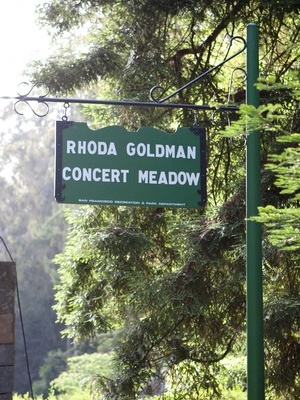 RHODA GOLDMAN
CONCERT MEADOW
SAN FRANCISCO RECREATION & PARK DEPARTMENT